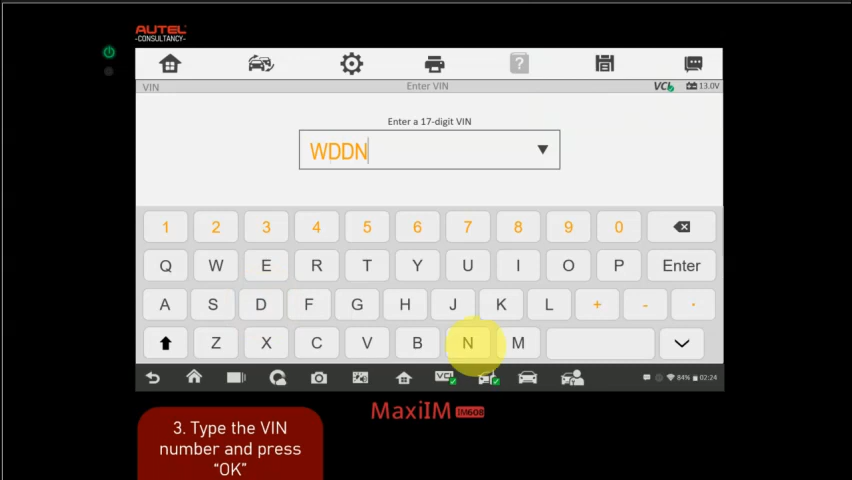 AUTEL
-CONSULTANCY-
VIN
Enter VIN
VCI
13.0V
Enter a 17-digit VIN
WDDN
1 2 3 4 5 6 7 8 9 0
Q W E R T Y U I O P Enter
A S D F G H J K L + - .
Z X C V B N M
VCI
84% 02:24
MaxiIM IM608
3. Type the VIN
number and press
“OK”